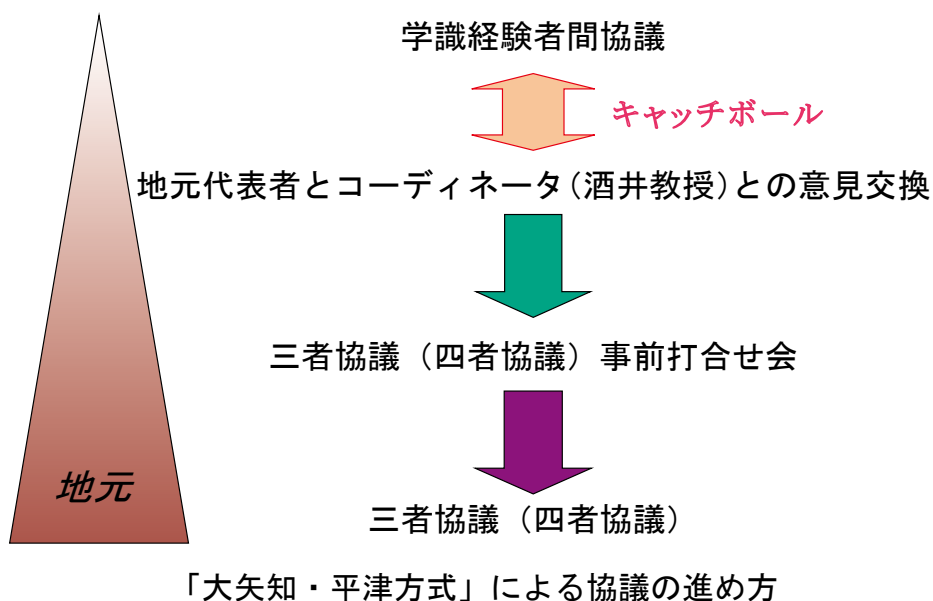 学識経験者間協議
キャッチボール
地元代表者とコーディネータ(酒井教授)との意見交換
三者協議（四者協議）事前打合せ会
地元
三者協議（四者協議）
「大矢知・平津方式」による協議の進め方